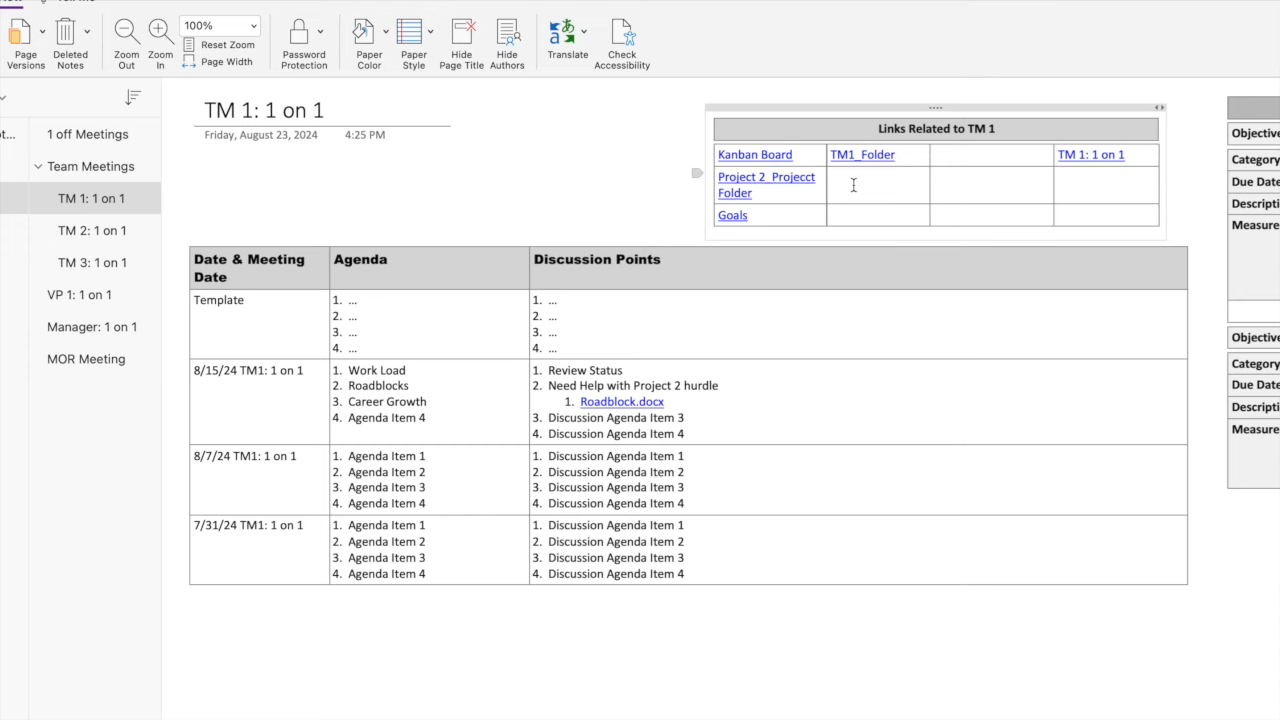 100%
Reset Zoom
Page Width
Page Versions
Deleted Notes
Zoom Out
Zoom In
Password Protection
Paper Color
Paper Style
Hide Page Title
Hide Authors
Translate
Check Accessibility
ot...
1 off Meetings
Team Meetings
TM 1: 1 on 1
TM 2: 1 on 1
TM 3: 1 on 1
VP 1: 1 on 1
Manager: 1 on 1
MOR Meeting
TM 1: 1 on 1
Friday, August 23, 2024 4:25 PM
Links Related to TM 1
Kanban Board TM1_Folder TM 1: 1 on 1
Project 2_Projecct
Folder
Goals
Date & Meeting
Date
Agenda
Discussion Points
Template
1. ...
2. ...
3. ...
4. ...
1. ...
2. ...
3. ...
4. ...
8/15/24 TM1: 1 on 1
1. Work Load
2. Roadblocks
3. Career Growth
4. Agenda Item 4
1. Review Status
2. Need Help with Project 2 hurdle
1. Roadblock.docx
3. Discussion Agenda Item 3
4. Discussion Agenda Item 4
8/7/24 TM1: 1 on 1
1. Agenda Item 1
2. Agenda Item 2
3. Agenda Item 3
4. Agenda Item 4
1. Discussion Agenda Item 1
2. Discussion Agenda Item 2
3. Discussion Agenda Item 3
4. Discussion Agenda Item 4
7/31/24 TM1: 1 on 1
1. Agenda Item 1
2. Agenda Item 2
3. Agenda Item 3
4. Agenda Item 4
1. Discussion Agenda Item 1
2. Discussion Agenda Item 2
3. Discussion Agenda Item 3
4. Discussion Agenda Item 4
Objective
Category
Due Date
Descripti
Measure
Objective
Category
Due Date
Descripti
Measure